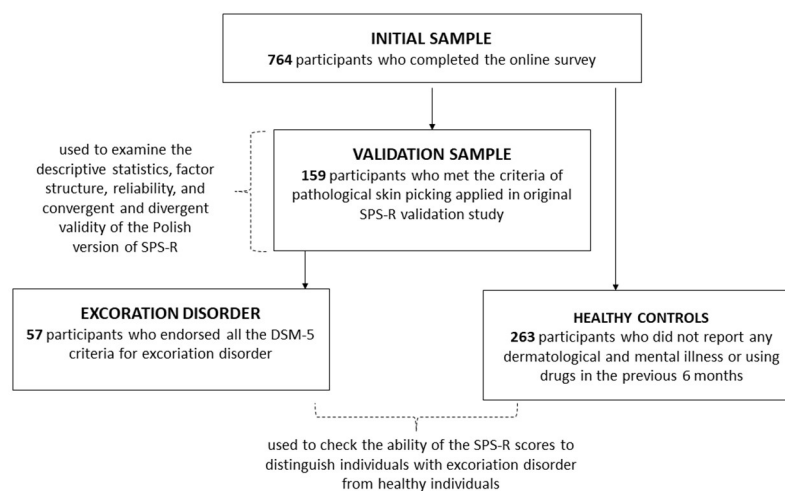 INITIAL SAMPLE
764 participants who completed the online survey
used to examine the
descriptive statistics, factor
structure, reliability, and
convergent and divergent
validity of the Polish
version of SPS-R
VALIDATION SAMPLE
159 participants who met the criteria of
pathological skin picking applied in original
SPS-R validation study
EXCORATION DISORDER
57 participants who endorsed all the DSM-5
criteria for excoriation disorder
HEALTHY CONTROLS
263 participants who did not report any
dermatological and mental illness or using
drugs in the previous 6 months
used to check the ability of the SPS-R scores to
distinguish individuals with excoriation disorder
from healthy individuals